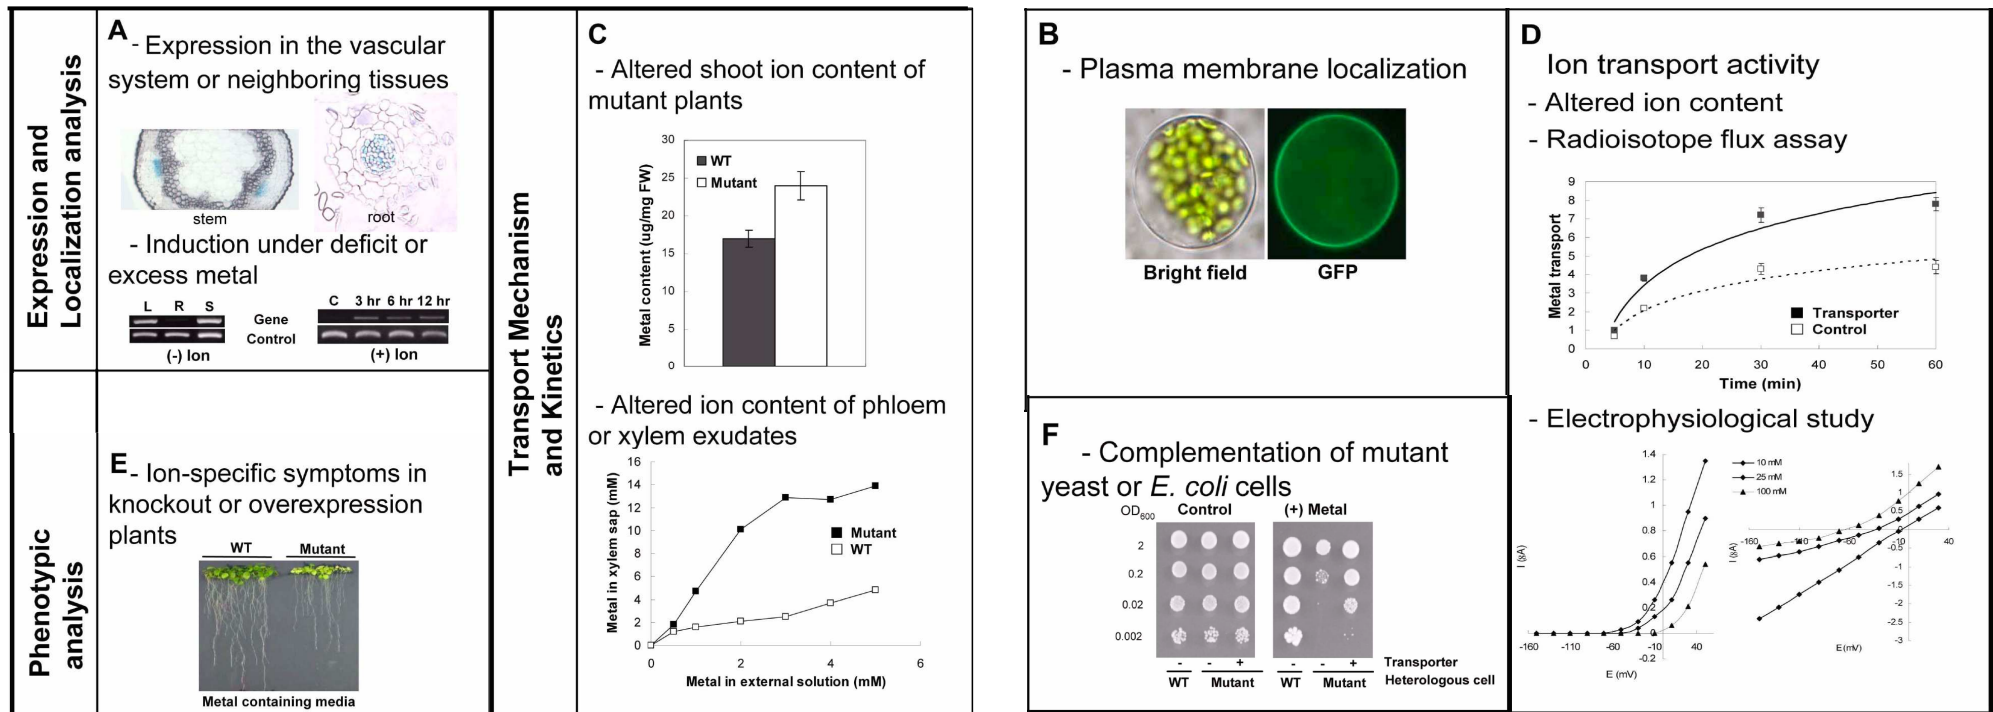 Expression and
Localization analysis
A
- Expression in the vascular
system or neighboring tissues
stem
root
- Induction under deficit or
excess metal
L R S
C 3 hr 6 hr 12 hr
Gene
Control
(-) Ion
(+) Ion
Phenotypic
analysis
E
- Ion-specific symptoms in
knockout or overexpression
plants
WT Mutant
Metal containing media
Transport Mechanism
and Kinetics
C
- Altered shoot ion content of
mutant plants
Metal content (ug/mg FW)
30
25
20
15
10
5
0
WT
Mutant
- Altered ion content of phloem
or xylem exudates
Metal in xylem sap (mM)
16
14
12
10
8
6
4
2
0
Mutant
WT
0 2 4 6
Metal in external solution (mM)
B
- Plasma membrane localization
Bright field
GFP
F
- Complementation of mutant
yeast or E. coli cells
OD600
Control
(+) Metal
2
0.2
0.02
0.002
- - + - - +
Transporter
WT Mutant WT Mutant
Heterologous cell
D
Ion transport activity
- Altered ion content
- Radioisotope flux assay
Metal transport
9
8
7
6
5
4
3
2
1
0
Transporter
Control
0 10 20 30 40 50 60
Time (min)
- Electrophysiological study
1.4
1.2
1
0.8
0.6
0.4
0.2
0
-0.2
-160 -110 -60 -10 40
E (mV)
10 mM
25 mM
100 mM
1.5
1
0.5
0
-0.5
-1
-1.5
-2
-2.5
-3
-160
-60
-10
40
E (mV)